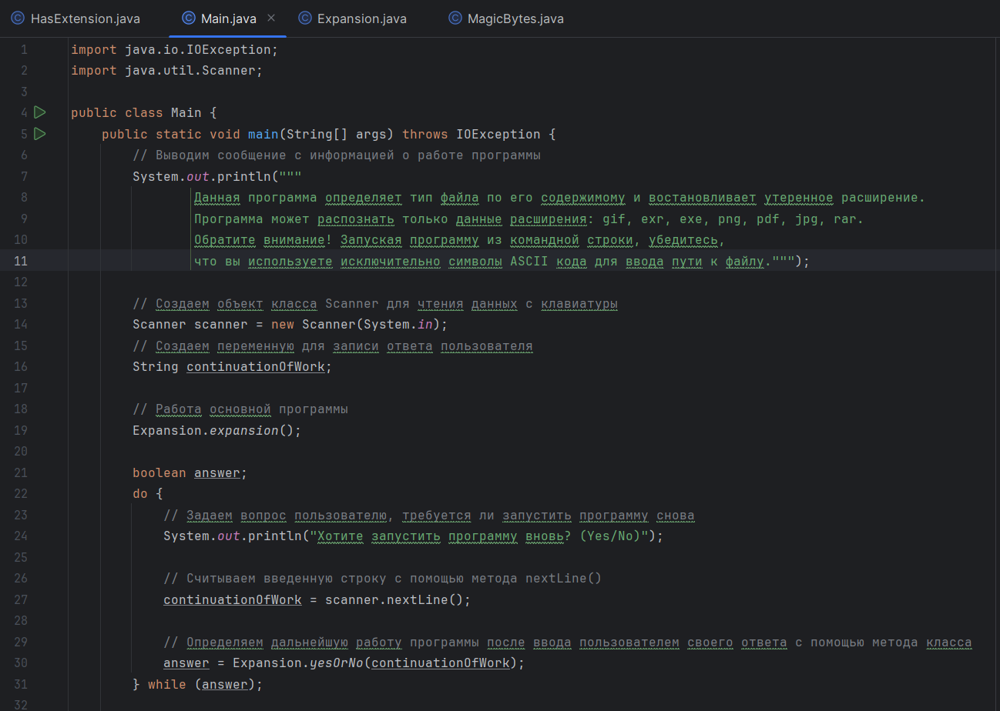 HasExtension.java Main.java Expansion.java MagicBytes.java
1 import java.io.IOException;
2 import java.util.Scanner;
3
4 public class Main {
5 public static void main(String[] args) throws IOException {
6 // Выводим сообщение с информацией о работе программы
7 System.out.println("""
8 Данная программа определяет тип файла по его содержимому и востановливает утеренное расширение.
9 Программа может распознать только данные расширения: gif, exr, exe, png, pdf, jpg, rar.
10 Обратите внимание! Запуская программу из командной строки, убедитесь,
11 что вы используете исключительно символы ASCII кода для ввода пути к файлу.""");
12
13 // Создаем объект класса Scanner для чтения данных с клавиатуры
14 Scanner scanner = new Scanner(System.in);
15 // Создаем переменную для записи ответа пользователя
16 String continuationOfWork;
17
18 // Работа основной программы
19 Expansion.expansion();
20
21 boolean answer;
22 do {
23 // Задаем вопрос пользователю, требуется ли запустить программу снова
24 System.out.println("Хотите запустить программу вновь? (Yes/No)");
25
26 // Считываем введенную строку с помощью метода nextLine()
27 continuationOfWork = scanner.nextLine();
28
29 // Определяем дальнейшую работу программы после ввода пользователем своего ответа с помощью метода класса
30 answer = Expansion.yesOrNo(continuationOfWork);
31 } while (answer);
32